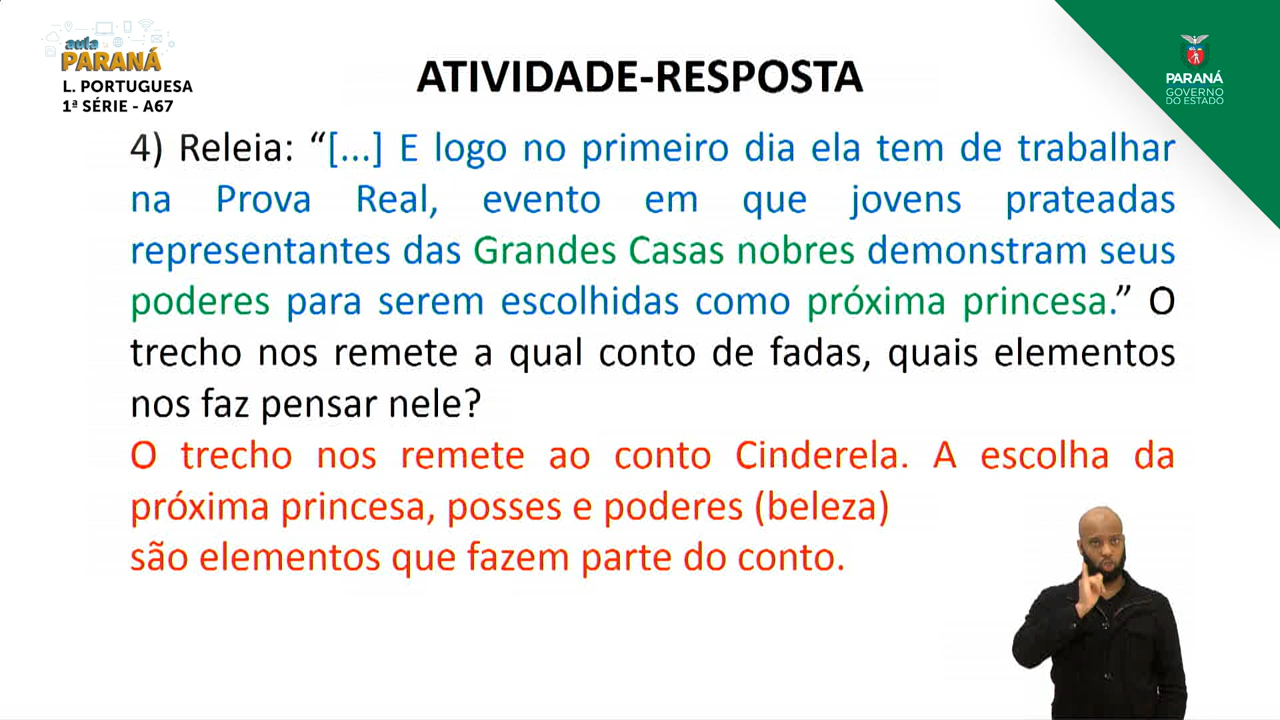 aula
PARANÁ
L. PORTUGUESA
1ª SÉRIE - A67
ATIVIDADE-RESPOSTA
PARANÁ
GOVERNO
DO ESTADO
4) Releia: “[...] E logo no primeiro dia ela tem de trabalhar
na Prova Real, evento em que jovens prateadas
representantes das Grandes Casas nobres demonstram seus
poderes para serem escolhidas como próxima princesa.” O
trecho nos remete a qual conto de fadas, quais elementos
nos faz pensar nele?
O trecho nos remete ao conto Cinderela. A escolha da
próxima princesa, posses e poderes (beleza)
são elementos que fazem parte do conto.